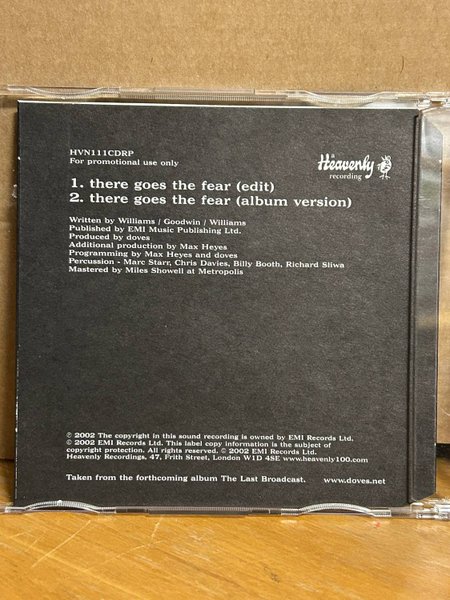 HVN111CDRP
For promotional use only
a Heavenly
recording
1. there goes the fear (edit)
2. there goes the fear (album version)
Written by Williams / Goodwin / Williams
Published by EMI Music Publishing Ltd.
Produced by doves
Additional production by Max Heyes
Programming by Max Heyes and doves
Percussion - Marc Starr, Chris Davies, Billy Booth, Richard Sliwa
Mastered by Miles Showell at Metropolis
℗ 2002 The copyright in this sound recording is owned by EMI Records Ltd.
© 2002 EMI Records Ltd. This label copy information is the subject of
copyright protection. All rights reserved. © 2002 EMI Records Ltd.
Heavenly Recordings, 47, Frith Street, London W1D 4SE www.heavenly100.com
Taken from the forthcoming album The Last Broadcast. www.doves.net